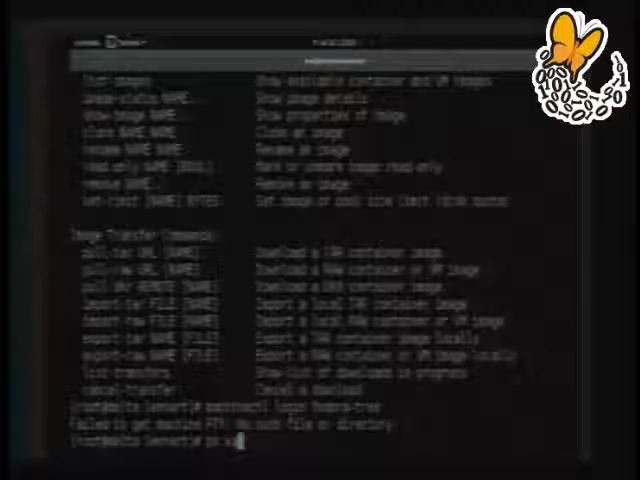 list-images Show available container and VM images
image-status NAME... Show image details
show-image NAME... Show properties of image
clone NAME NAME Clone an image
rename NAME NAME Rename an image
read-only NAME [BOOL] Mark or unmark image read-only
remove NAME... Remove an image
set-limit [NAME] BYTES Set image or pool size limit (disk quota)
Image Transfer Commands:
pull-tar URL [NAME] Download a TAR container image
pull-raw URL [NAME] Download a RAW container or VM image
pull-dkr REMOTE [NAME] Download a DKR container image
import-tar FILE [NAME] Import a local TAR container image
import-raw FILE [NAME] Import a local RAW container or VM image
export-tar NAME [FILE] Export a TAR container image locally
export-raw NAME [FILE] Export a RAW container or VM image locally
list-transfers Show list of downloads in progress
cancel-transfer Cancel a download
machinectl login fedora-tree
Failed to get machine PTY: No such file or directory